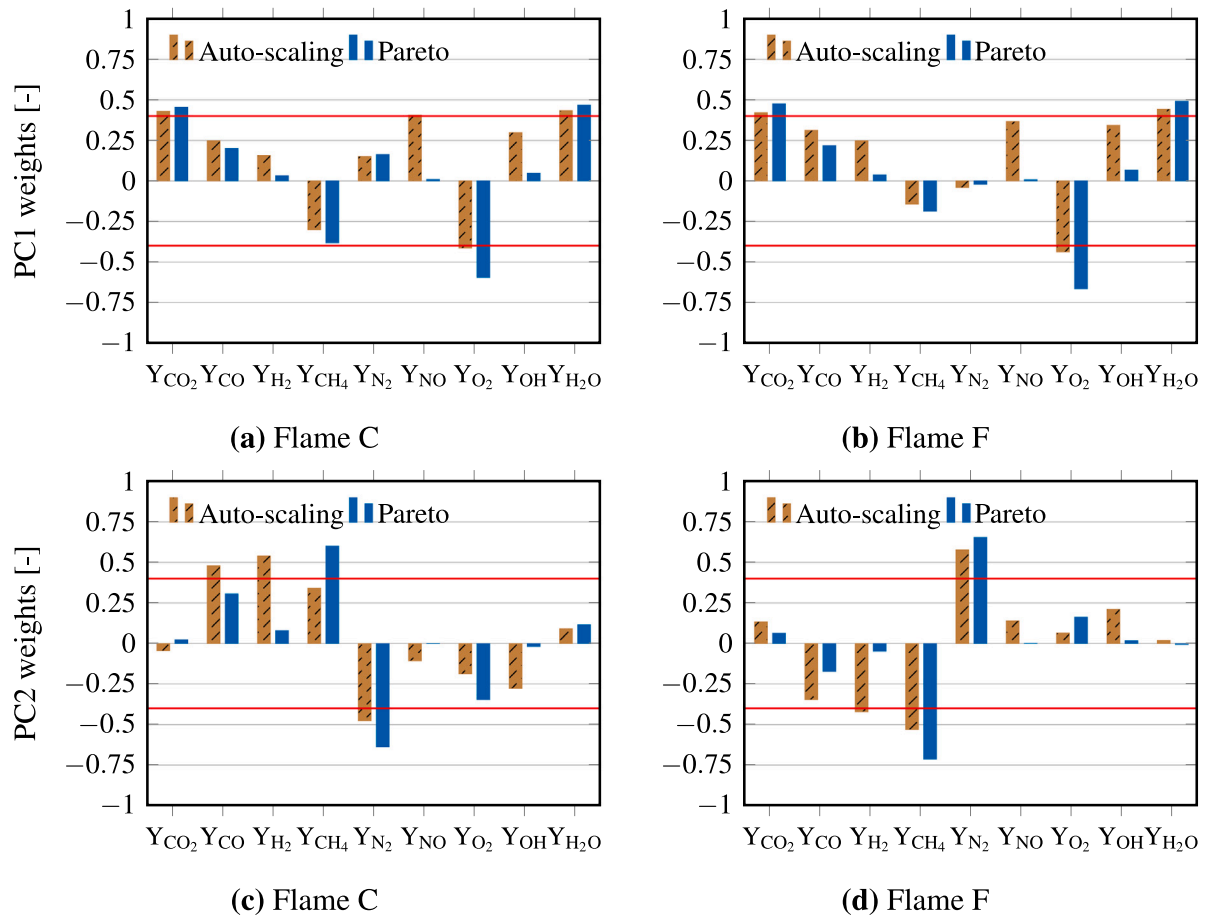 1
0.75
0.5
0.25
0
−0.25
−0.5
−0.75
−1
PC1 weights [-]
Auto-scaling Pareto
Y_CO₂ Y_CO Y_H₂ Y_CH₄ Y_N₂ Y_NO Y_O₂ Y_OH Y_H₂O
(a) Flame C
1
0.75
0.5
0.25
0
−0.25
−0.5
−0.75
−1
Auto-scaling Pareto
Y_CO₂ Y_CO Y_H₂ Y_CH₄ Y_N₂ Y_NO Y_O₂ Y_OH Y_H₂O
(b) Flame F
1
0.75
0.5
0.25
0
−0.25
−0.5
−0.75
−1
PC2 weights [-]
Auto-scaling Pareto
Y_CO₂ Y_CO Y_H₂ Y_CH₄ Y_N₂ Y_NO Y_O₂ Y_OH Y_H₂O
(c) Flame C
1
0.75
0.5
0.25
0
−0.25
−0.5
−0.75
−1
Auto-scaling Pareto
Y_CO₂ Y_CO Y_H₂ Y_CH₄ Y_N₂ Y_NO Y_O₂ Y_OH Y_H₂O
(d) Flame F